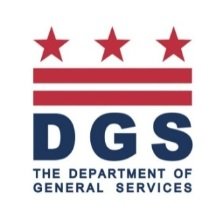 DGS
THE DEPARTMENT OF
GENERAL SERVICES